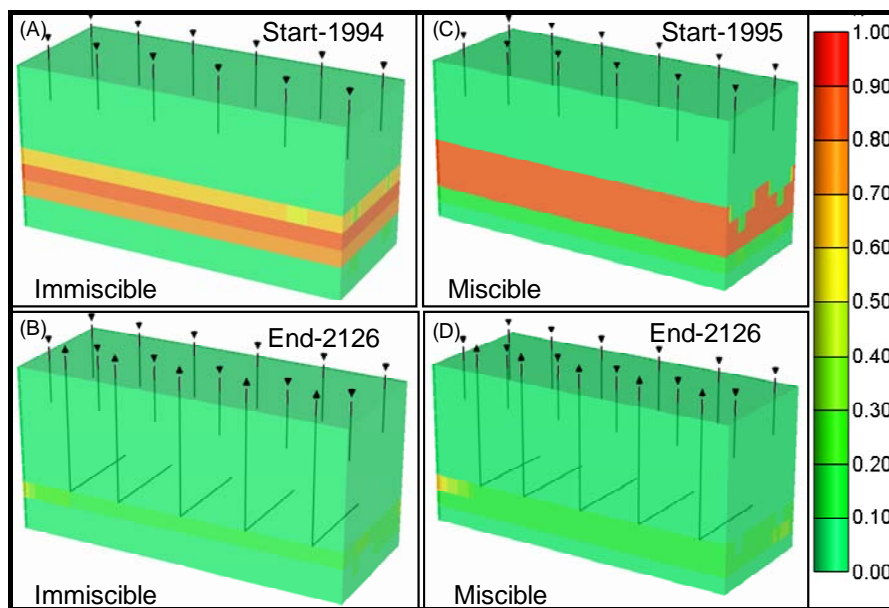 (A)
Start-1994
Immiscible
(C)
Start-1995
Miscible
(B)
End-2126
Immiscible
(D)
End-2126
Miscible
1.00
0.90
0.80
0.70
0.60
0.50
0.40
0.30
0.20
0.10
0.00